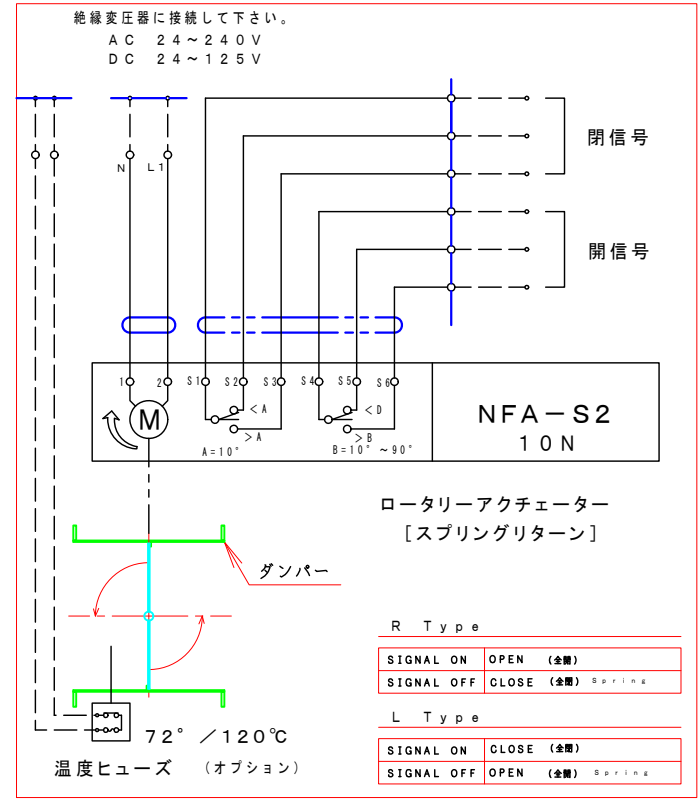 絶縁変圧器に接続して下さい。
AC 24~240V
DC 24~125V
N L1
閉信号
開信号
1 2 S1 S2 S3 S4 S5 S6
M
<A
>A
A=10°
<D
>B
B=10°~90°
NFA-S2
10N
ロータリーアクチェーター
[スプリングリターン]
ダンパー
72° /120℃
温度ヒューズ (オプション)
R Type
SIGNAL ON OPEN (全開)
SIGNAL OFF CLOSE (全閉) Spring
L Type
SIGNAL ON CLOSE (全閉)
SIGNAL OFF OPEN (全開) Spring